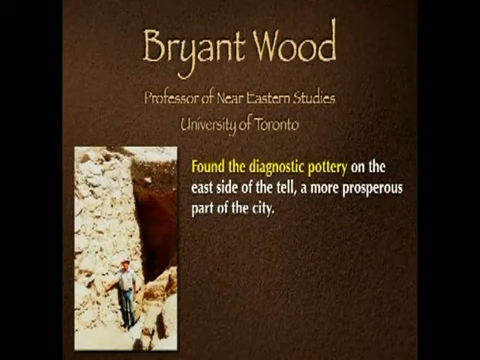 Bryant Wood
Professor of Near Eastern Studies
University of Toronto
Found the diagnostic pottery on the
east side of the tell, a more prosperous
part of the city.